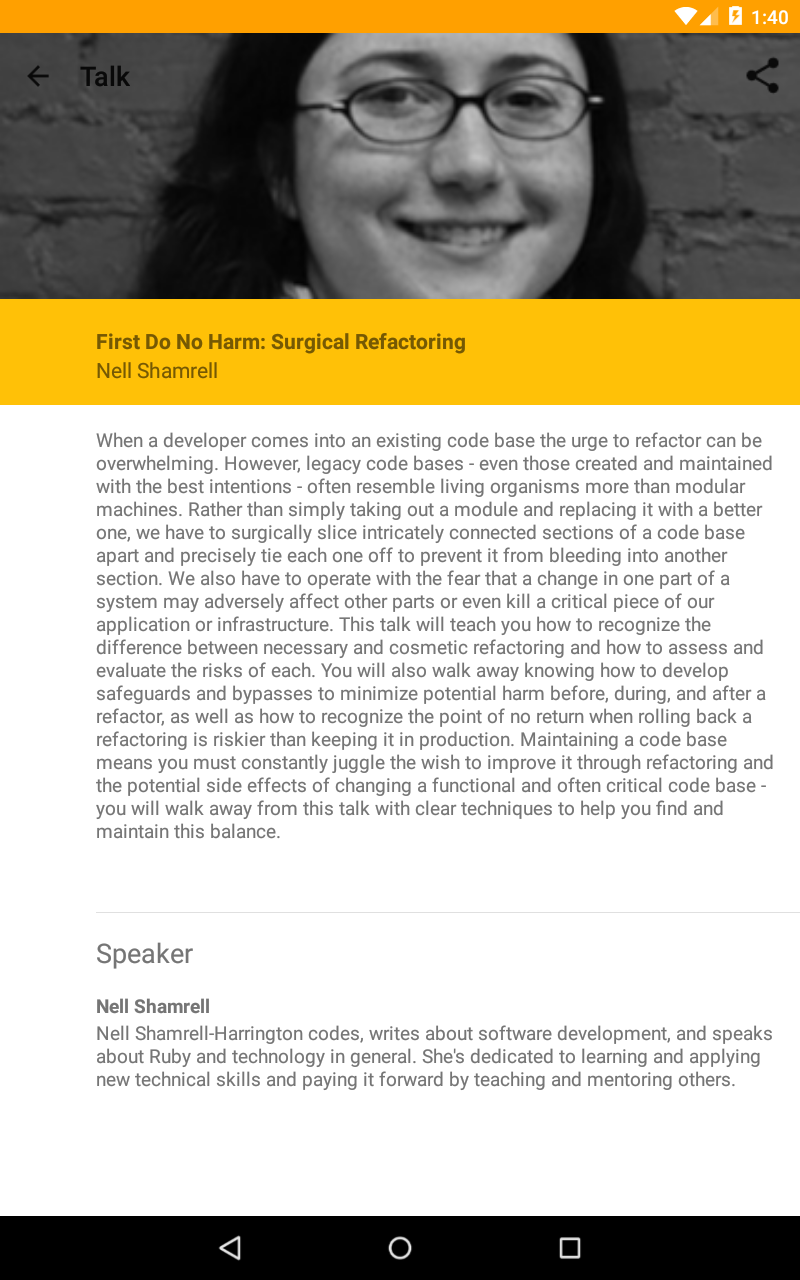 1:40
Talk
First Do No Harm: Surgical Refactoring
Nell Shamrell
When a developer comes into an existing code base the urge to refactor can be
overwhelming. However, legacy code bases - even those created and maintained
with the best intentions - often resemble living organisms more than modular
machines. Rather than simply taking out a module and replacing it with a better
one, we have to surgically slice intricately connected sections of a code base
apart and precisely tie each one off to prevent it from bleeding into another
section. We also have to operate with the fear that a change in one part of a
system may adversely affect other parts or even kill a critical piece of our
application or infrastructure. This talk will teach you how to recognize the
difference between necessary and cosmetic refactoring and how to assess and
evaluate the risks of each. You will also walk away knowing how to develop
safeguards and bypasses to minimize potential harm before, during, and after a
refactor, as well as how to recognize the point of no return when rolling back a
refactoring is riskier than keeping it in production. Maintaining a code base
means you must constantly juggle the wish to improve it through refactoring and
the potential side effects of changing a functional and often critical code base -
you will walk away from this talk with clear techniques to help you find and
maintain this balance.
Speaker
Nell Shamrell
Nell Shamrell-Harrington codes, writes about software development, and speaks
about Ruby and technology in general. She's dedicated to learning and applying
new technical skills and paying it forward by teaching and mentoring others.